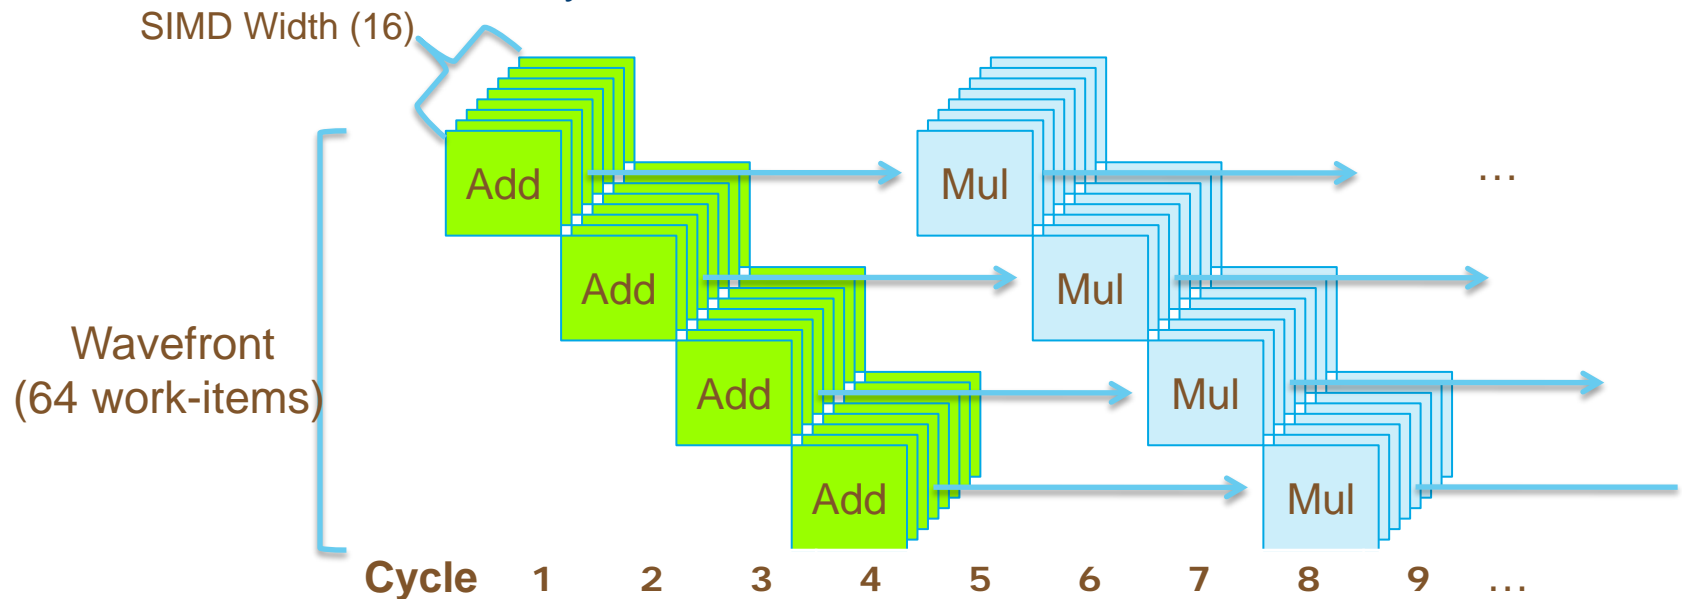 SIMD Width (16)
Add Mul ...
Add Mul
Wavefront
(64 work-items)
Add Mul
Add Mul
Cycle 1 2 3 4 5 6 7 8 9 ...